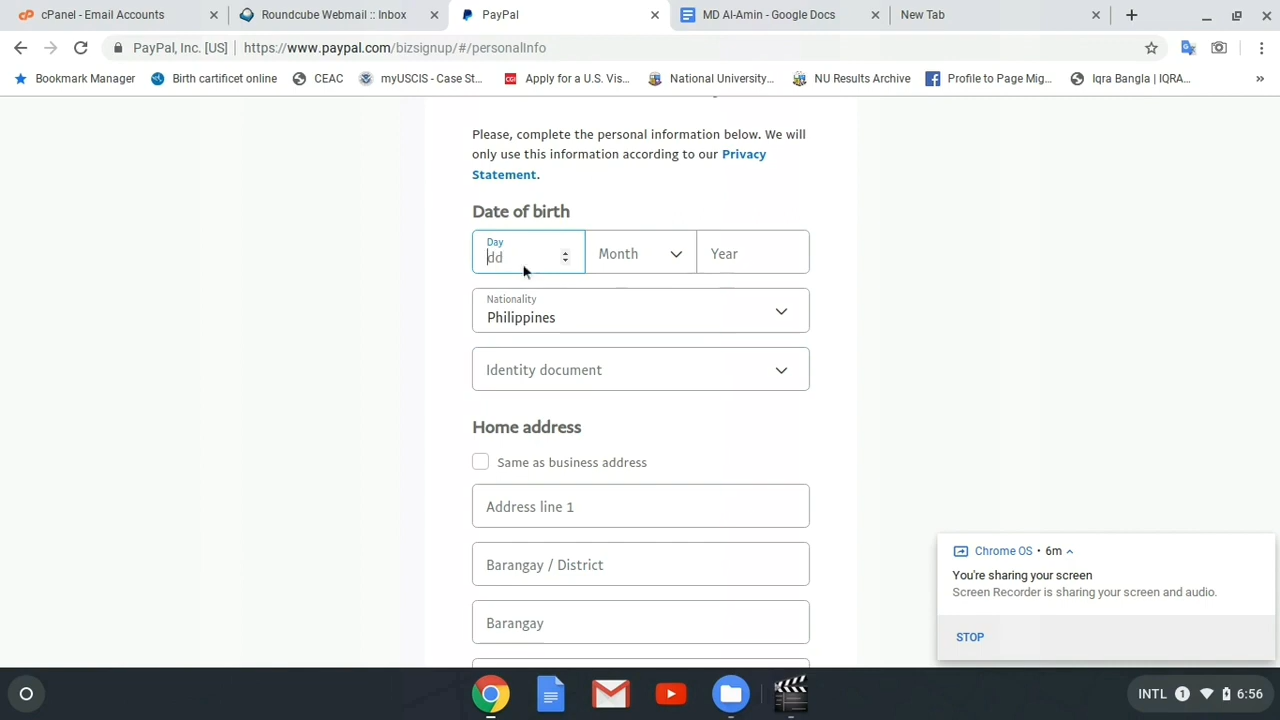 cPanel - Email Accounts
Roundcube Webmail :: Inbox
PayPal
MD Al-Amin - Google Docs
New Tab
PayPal, Inc. [US]
https://www.paypal.com/bizsignup/#/personalInfo
Bookmark Manager
Birth certificet online
CEAC
myUSCIS - Case St...
Apply for a U.S. Vis...
National University...
NU Results Archive
Profile to Page Mig...
Iqra Bangla | IQRA...
»
Please, complete the personal information below. We will
only use this information according to our Privacy
Statement.
Date of birth
Day
dd
Month
Year
Nationality
Philippines
Identity document
Home address
Same as business address
Address line 1
Barangay / District
Barangay
Chrome OS • 6m
You're sharing your screen
Screen Recorder is sharing your screen and audio.
STOP
INTL 1 6:56